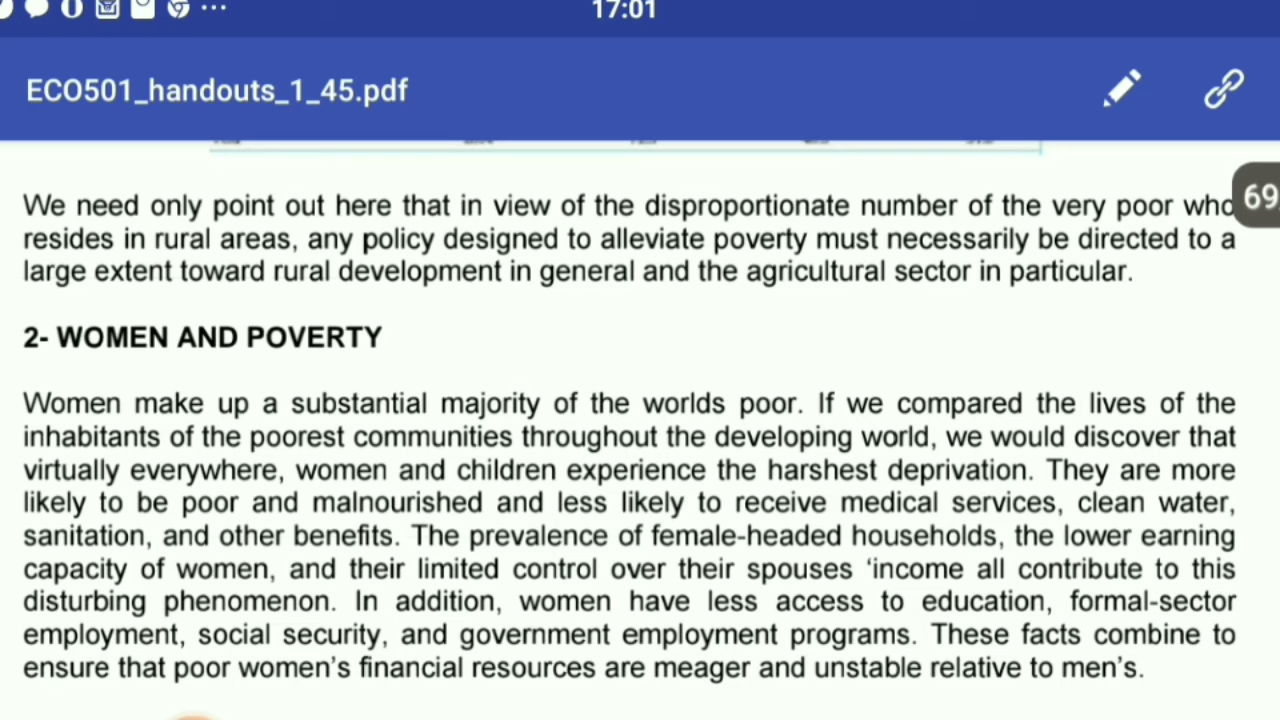 17:01
ECO501_handouts_1_45.pdf
69
We need only point out here that in view of the disproportionate number of the very poor who
resides in rural areas, any policy designed to alleviate poverty must necessarily be directed to a
large extent toward rural development in general and the agricultural sector in particular.
2- WOMEN AND POVERTY
Women make up a substantial majority of the worlds poor. If we compared the lives of the
inhabitants of the poorest communities throughout the developing world, we would discover that
virtually everywhere, women and children experience the harshest deprivation. They are more
likely to be poor and malnourished and less likely to receive medical services, clean water,
sanitation, and other benefits. The prevalence of female-headed households, the lower earning
capacity of women, and their limited control over their spouses ‘income all contribute to this
disturbing phenomenon. In addition, women have less access to education, formal-sector
employment, social security, and government employment programs. These facts combine to
ensure that poor women’s financial resources are meager and unstable relative to men’s.